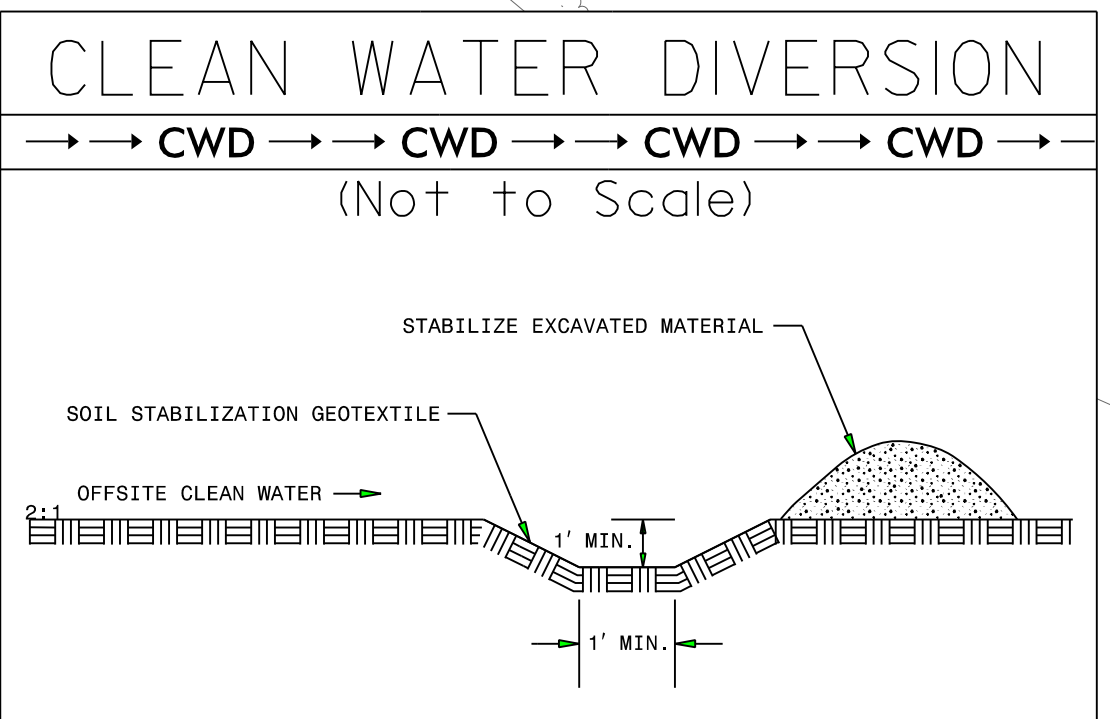 CLEAN WATER DIVERSION
CWD CWD CWD CWD
(Not to Scale)
STABILIZE EXCAVATED MATERIAL
SOIL STABILIZATION GEOTEXTILE
OFFSITE CLEAN WATER
2:1
1' MIN.
1' MIN.